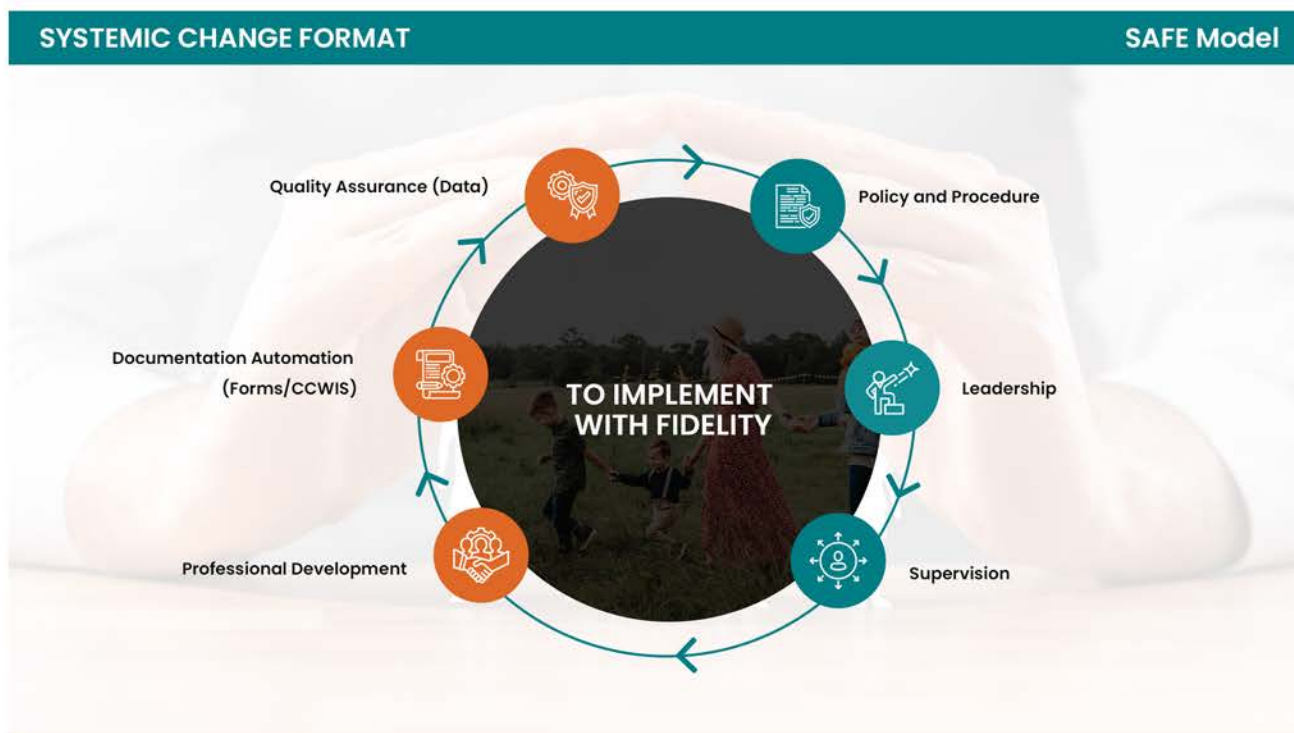 SYSTEMIC CHANGE FORMAT
SAFE Model
Quality Assurance (Data)
Policy and Procedure
Documentation Automation
(Forms/CCWIS)
TO IMPLEMENT
WITH FIDELITY
Leadership
Professional Development
Supervision